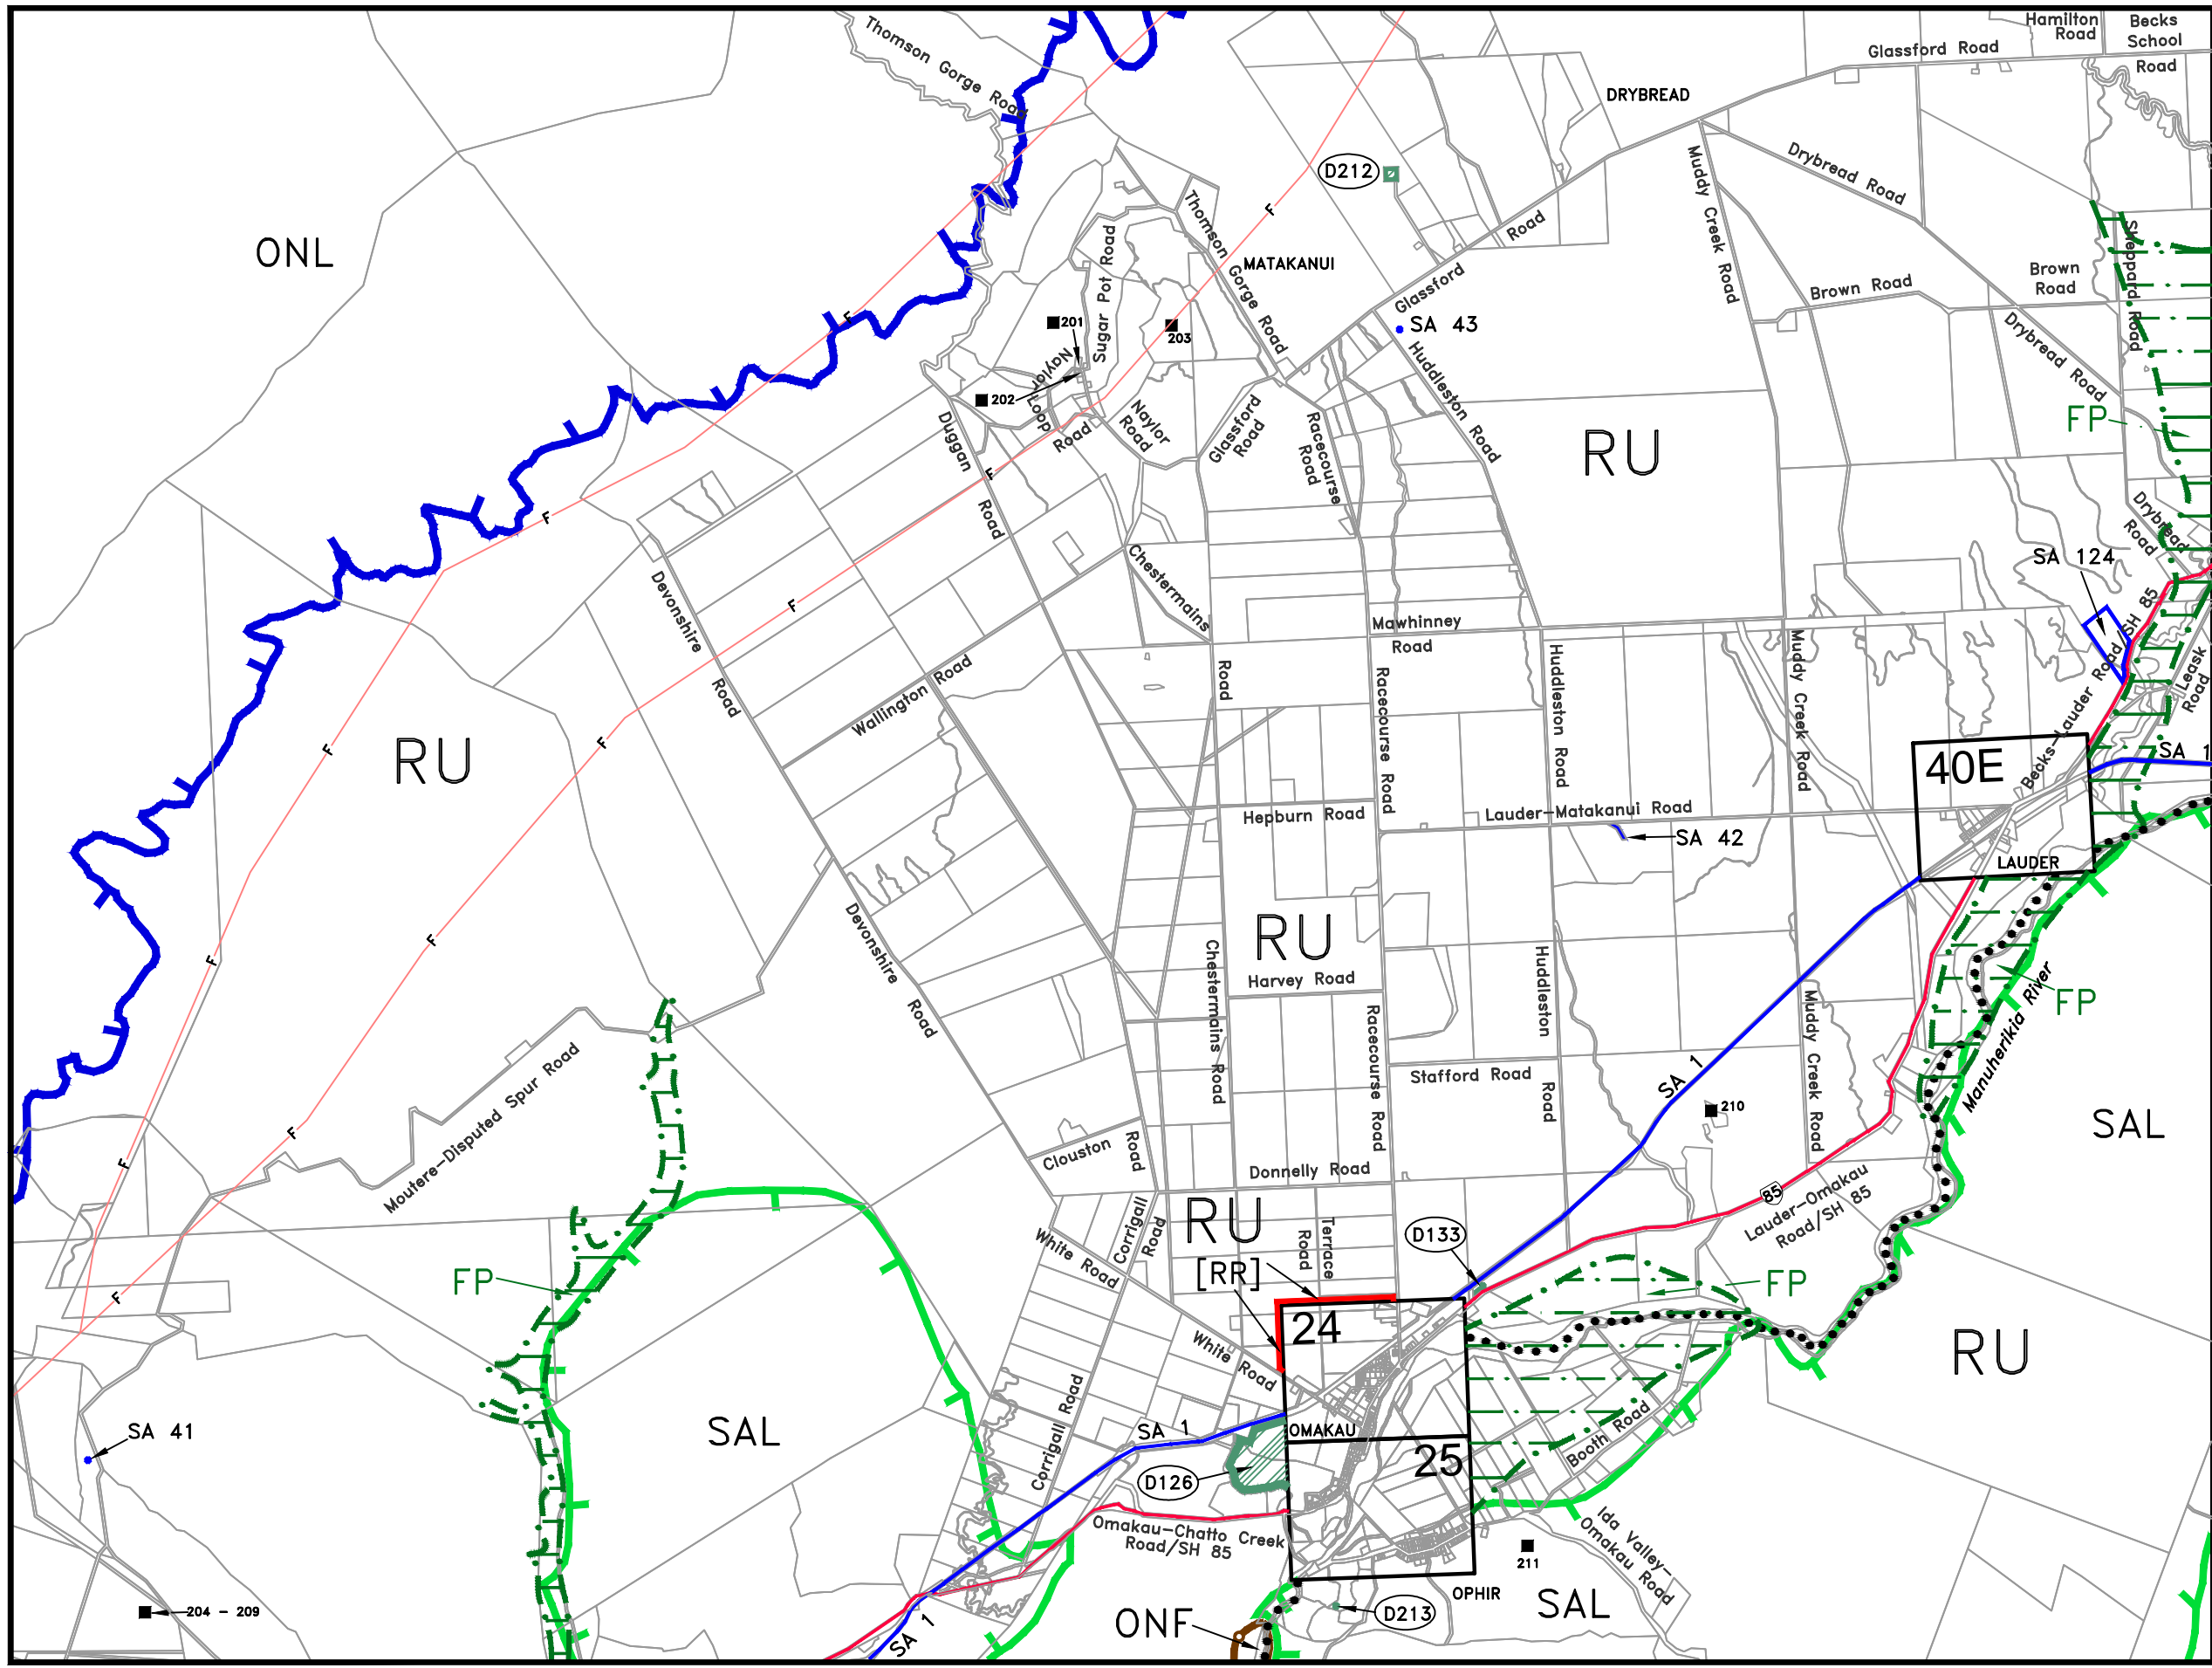 Hamilton
Road
Becks
School
Road
Glassford Road
Thomson Gorge Road
DRYBREAD
D212
Drybread Road
Muddy Creek Road
Road
Glassford
ONL
Thomson
Gorge Road
MATAKANUI
Sugar Pot Road
Sheppard Road
Brown
Road
Brown Road
Drybread Road
F
F
201
203
SA 43
Naylor
Loop
202
Road
Naylor
Road
Glassford
Road
Racecourse
Road
Huddleston Road
RU
FP
Duggan
Road
F
F
Drybread
Road
SA 124
SH 85
Chestermains
Road
Devonshire
Road
F
Mawhinney
Road
Huddleston Road
Muddy Creek Road
Leask
Road
Becks-Lauder Road/
Wallington Road
Racecourse Road
RU
F
F
40E
SA 1
Hepburn Road
Lauder-Matakanui Road
SA 42
LAUDER
Devonshire
Road
F
F
RU
Harvey Road
Chestermains Road
Racecourse Road
Huddleston
Road
Muddy Creek Road
FP
Manuherikia River
Stafford Road
SA 1
210
SAL
Moutere-Disputed Spur Road
F
F
Clouston
Road
Donnelly Road
85
Lauder-Omakau
Road/SH 85
RU
[RR]
Corrigall
Road
White Road
Terrace
Road
D133
FP
FP
F
24
White Road
RU
SA 41
SAL
Corrigall Road
SA 1
OMAKAU
25
Booth Road
D126
Omakau-Chatto Creek
Road/SH 85
Ida Valley-
Omakau Road
211
204 - 209
OPHIR
SAL
D213
ONF
SA 1